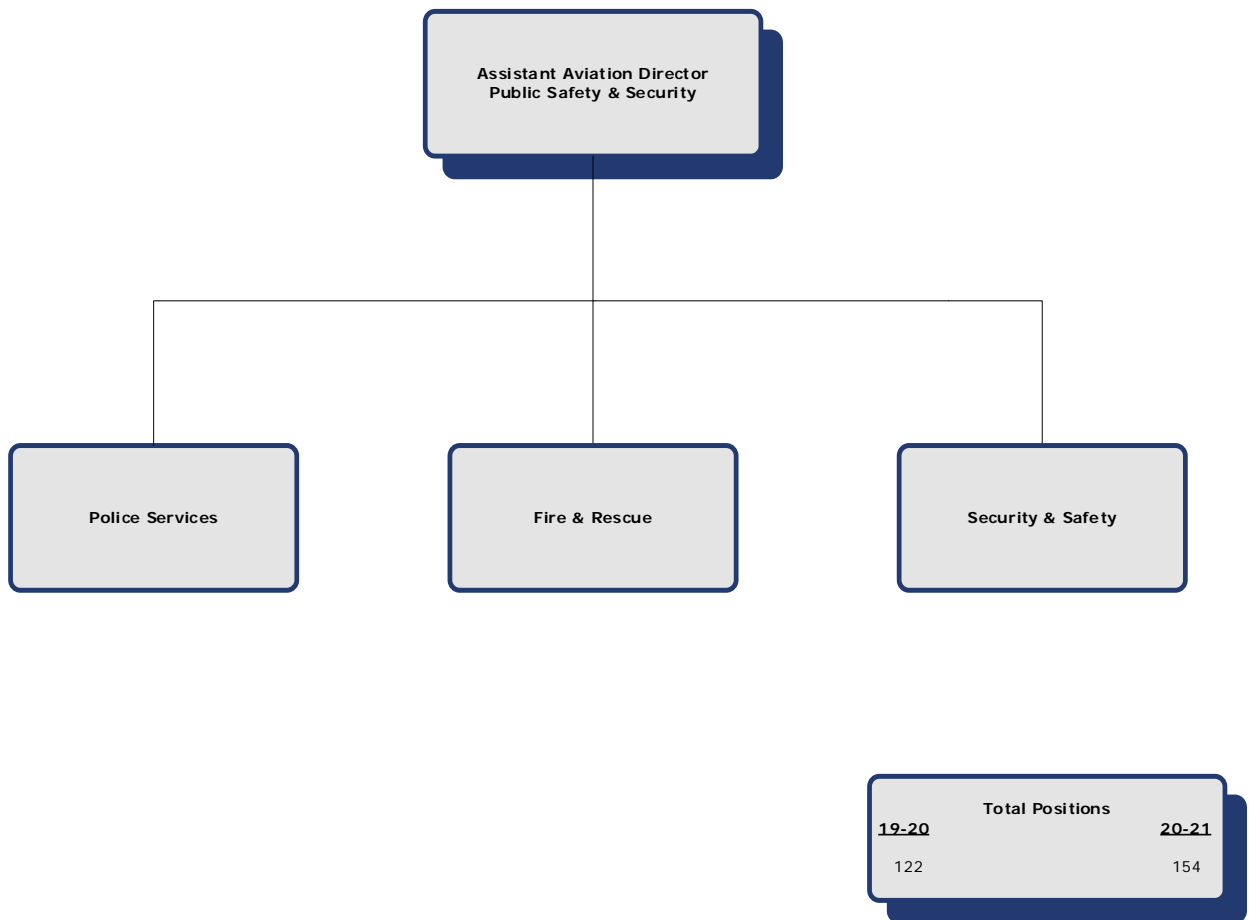 Assistant Aviation Director
Public Safety & Security
Police Services
Fire & Rescue
Security & Safety
Total Positions
19-20 20-21
122 154